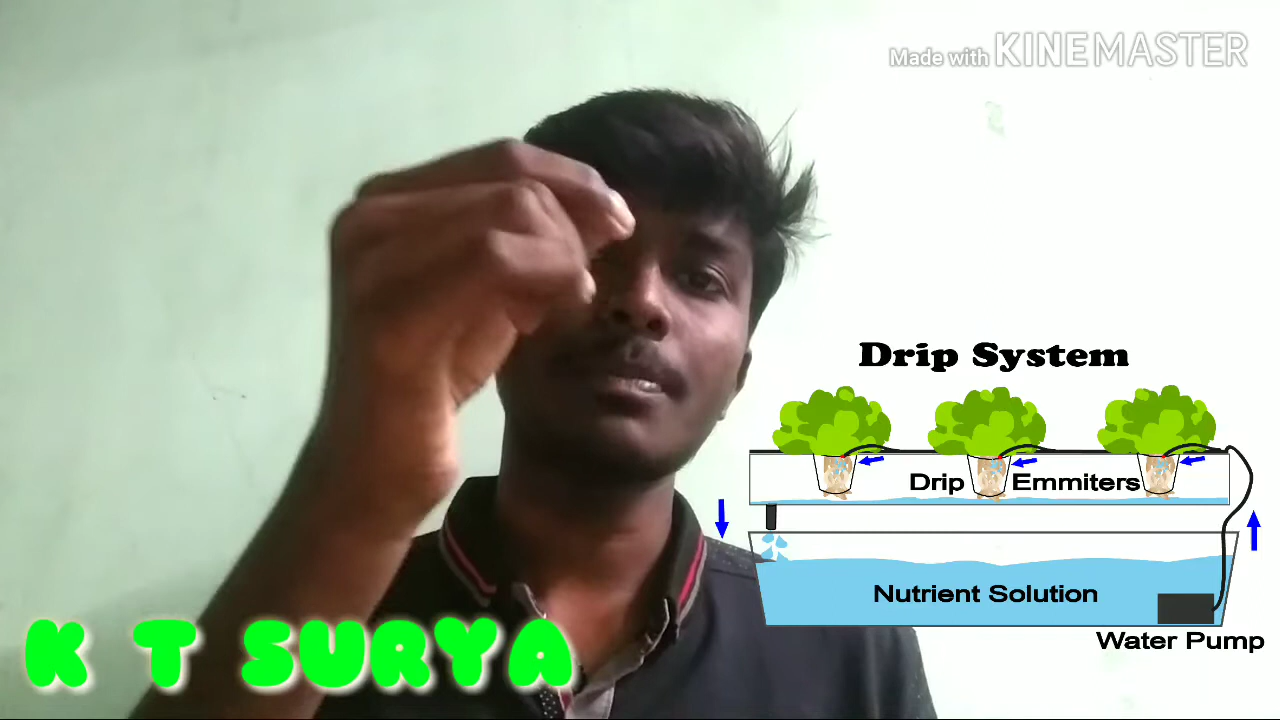 Made with KINEMASTER
Drip System
Drip Emmiters
Nutrient Solution
Water Pump
K T SURYA